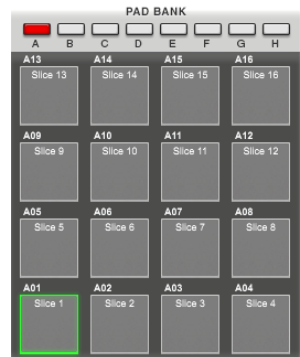 PAD BANK
A B C D E F G H
A13 A14 A15 A16
Slice 13 Slice 14 Slice 15 Slice 16
A09 A10 A11 A12
Slice 9 Slice 10 Slice 11 Slice 12
A05 A06 A07 A08
Slice 5 Slice 6 Slice 7 Slice 8
A01 A02 A03 A04
Slice 1 Slice 2 Slice 3 Slice 4